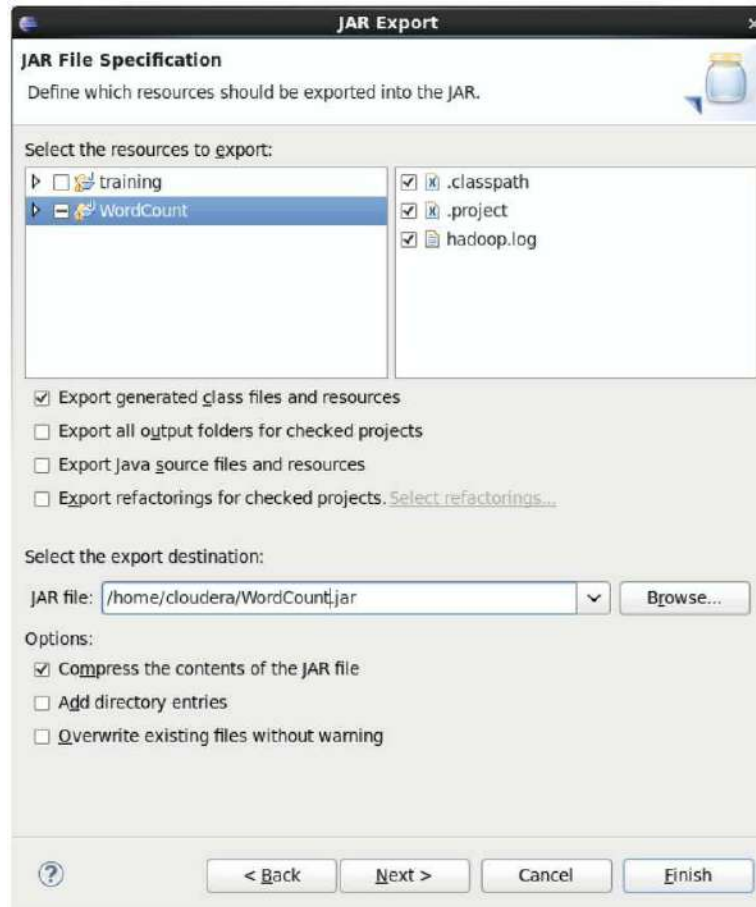 JAR Export
JAR File Specification
Define which resources should be exported into the JAR.
Select the resources to export:
training
WordCount
.classpath
.project
hadoop.log
Export generated class files and resources
Export all output folders for checked projects
Export Java source files and resources
Export refactorings for checked projects. Select refactorings...
Select the export destination:
JAR file: /home/cloudera/WordCount.jar Browse...
Options:
Compress the contents of the JAR file
Add directory entries
Overwrite existing files without warning
? < Back Next > Cancel Finish